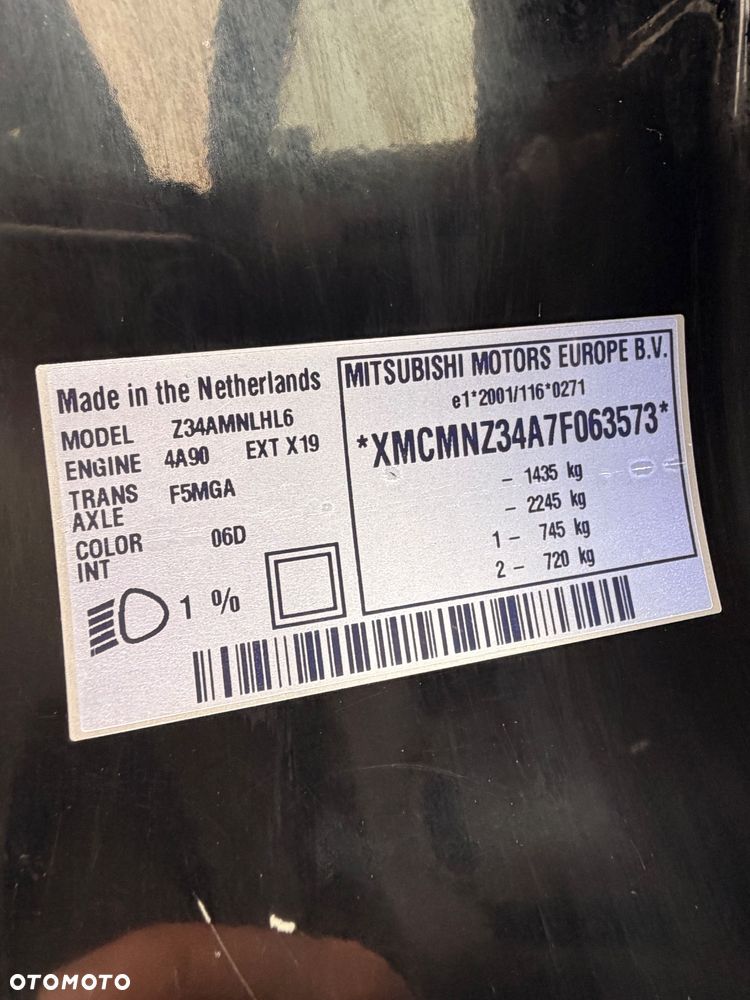 Made in the Netherlands
MODEL Z34AMNLHL6
ENGINE 4A90 EXT X19
TRANS F5MGA
AXLE
COLOR 06D
INT
1 %
MITSUBISHI MOTORS EUROPE B.V.
e1*2001/116*0271
*XMCMNZ34A7F063573*
- 1435 kg
- 2245 kg
1 - 745 kg
2 - 720 kg
OTOMOTO